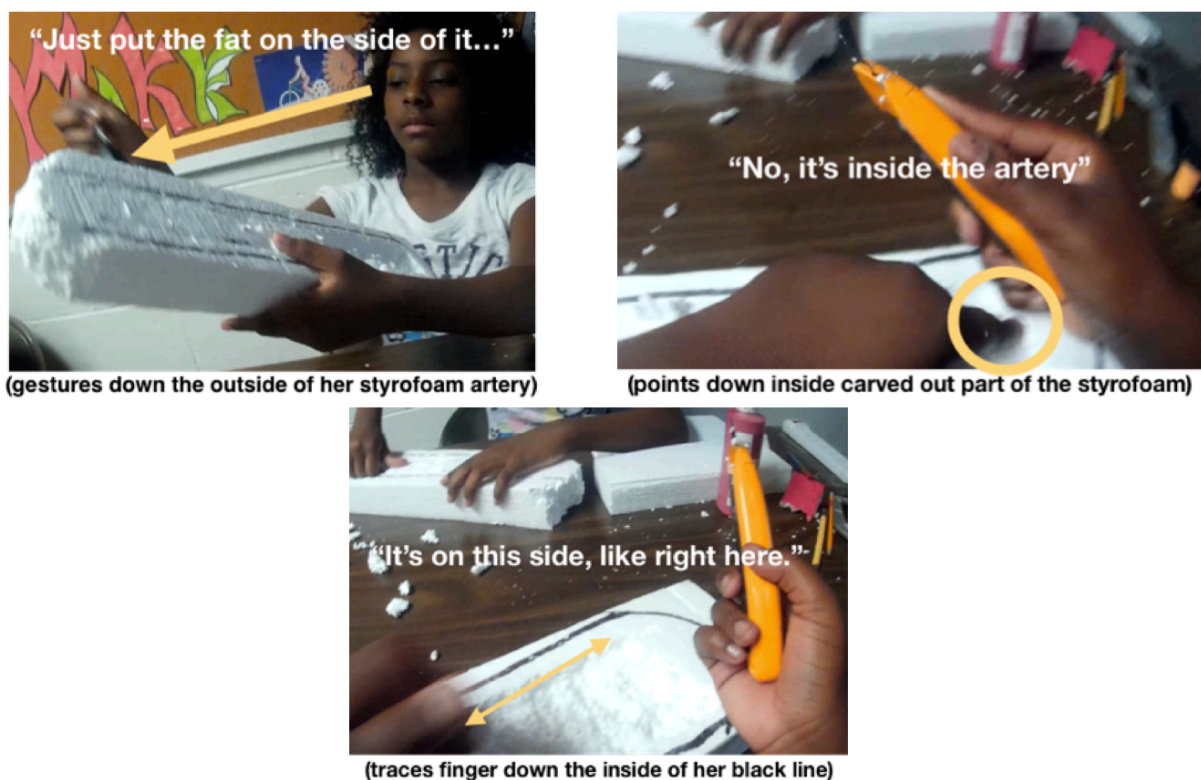 “Just put the fat on the side of it…”
MAKE
(gestures down the outside of her styrofoam artery)
“No, it’s inside the artery”
(points down inside carved out part of the styrofoam)
“It’s on this side, like right here.”
(traces finger down the inside of her black line)